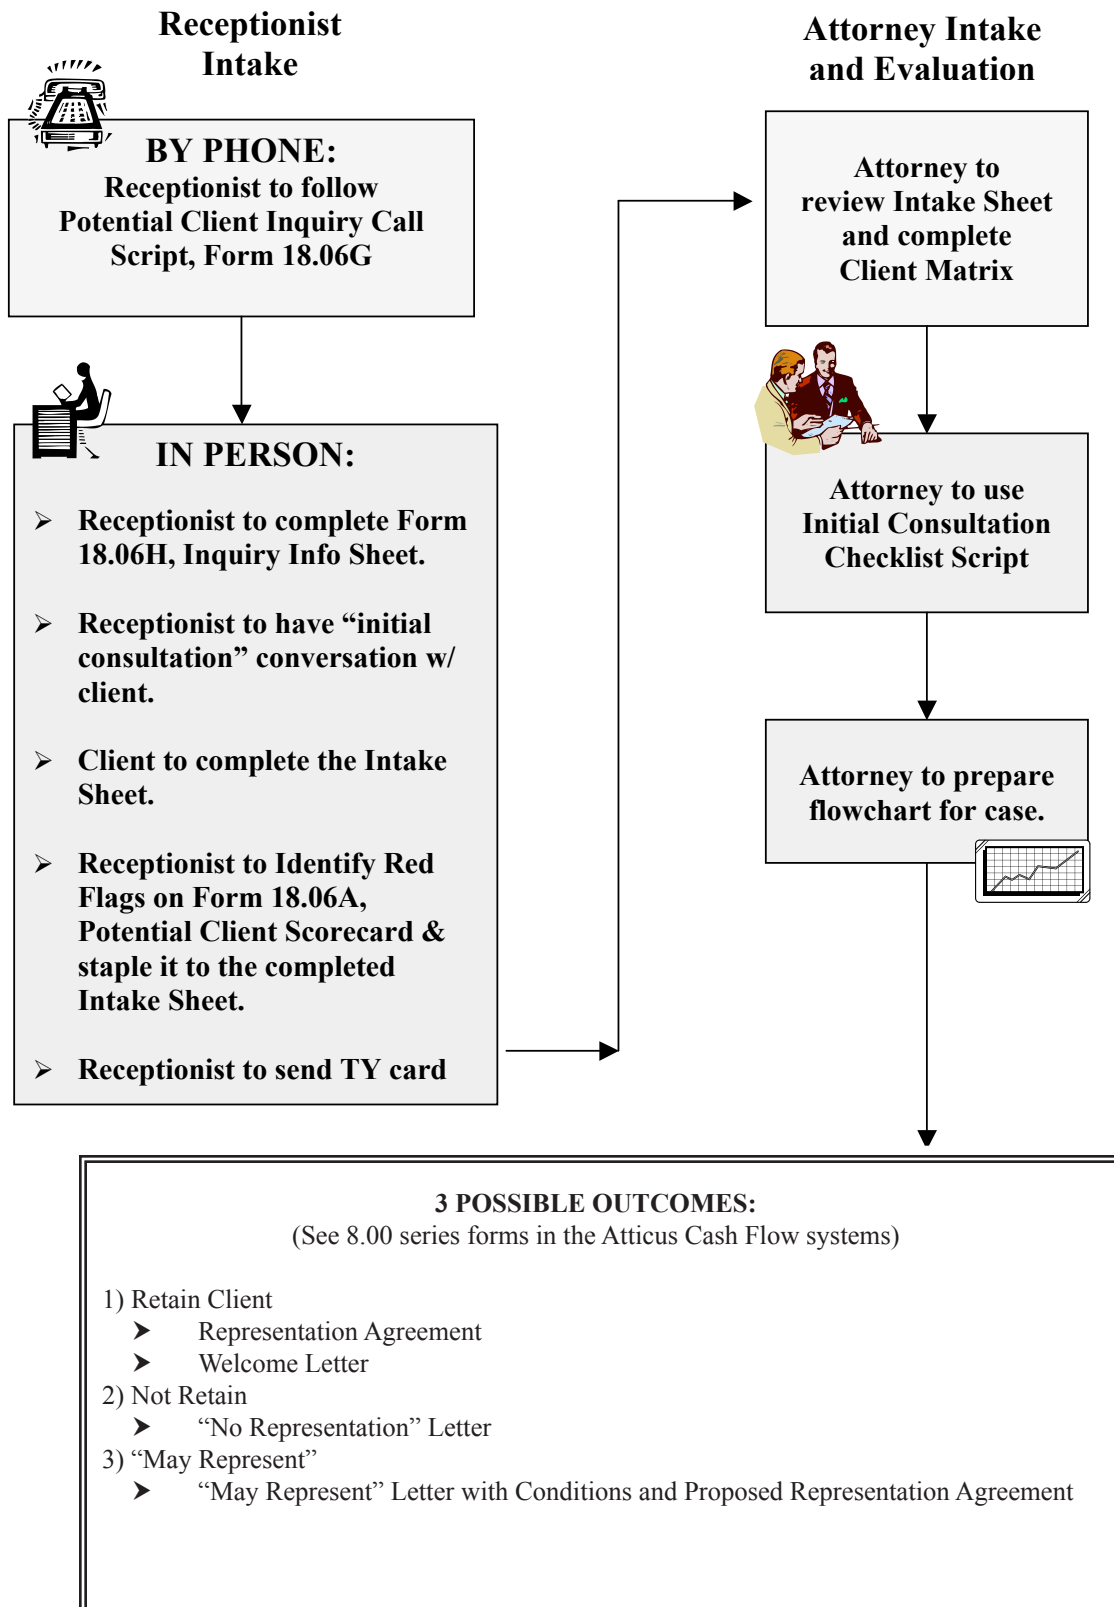 Receptionist
Intake
BY PHONE:
Receptionist to follow
Potential Client Inquiry Call
Script, Form 18.06G
IN PERSON:
➢ Receptionist to complete Form
18.06H, Inquiry Info Sheet.
➢ Receptionist to have “initial
consultation” conversation w/
client.
➢ Client to complete the Intake
Sheet.
➢ Receptionist to Identify Red
Flags on Form 18.06A,
Potential Client Scorecard &
staple it to the completed
Intake Sheet.
➢ Receptionist to send TY card
Attorney Intake
and Evaluation
Attorney to
review Intake Sheet
and complete
Client Matrix
Attorney to use
Initial Consultation
Checklist Script
Attorney to prepare
flowchart for case.
3 POSSIBLE OUTCOMES:
(See 8.00 series forms in the Atticus Cash Flow systems)
1) Retain Client
➤ Representation Agreement
➤ Welcome Letter
2) Not Retain
➤ “No Representation” Letter
3) “May Represent”
➤ “May Represent” Letter with Conditions and Proposed Representation Agreement